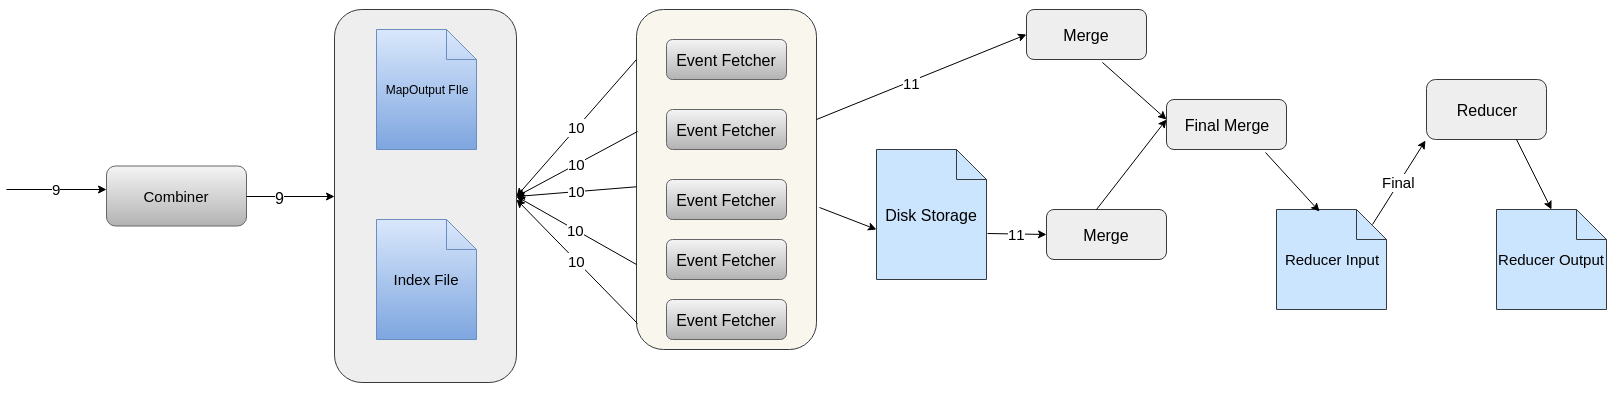 9
Combiner
9
MapOutput FIle
Index File
10
10
10
10
10
Event Fetcher
Event Fetcher
Event Fetcher
Event Fetcher
Event Fetcher
11
Disk Storage
11
Merge
Merge
Final Merge
Reducer Input
Final
Reducer
Reducer Output